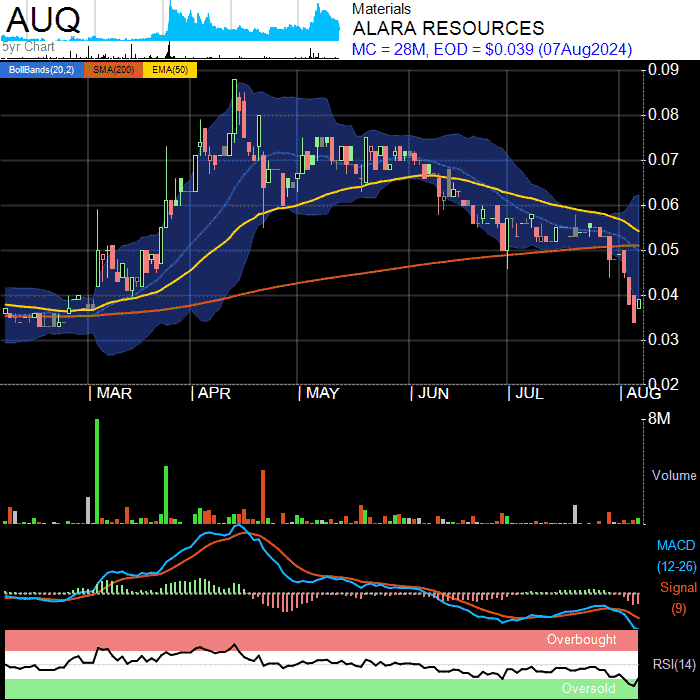 AUQ
5yr Chart
Materials
ALARA RESOURCES
MC = 28M, EOD = $0.039 (07Aug2024)
BollBands(20,2) SMA(200) EMA(50)
0.09
0.08
0.07
0.06
0.05
0.04
0.03
0.02
MAR APR MAY JUN JUL AUG
8M
Volume
MACD
(12-26)
Signal
(9)
Overbought
RSI(14)
Oversold